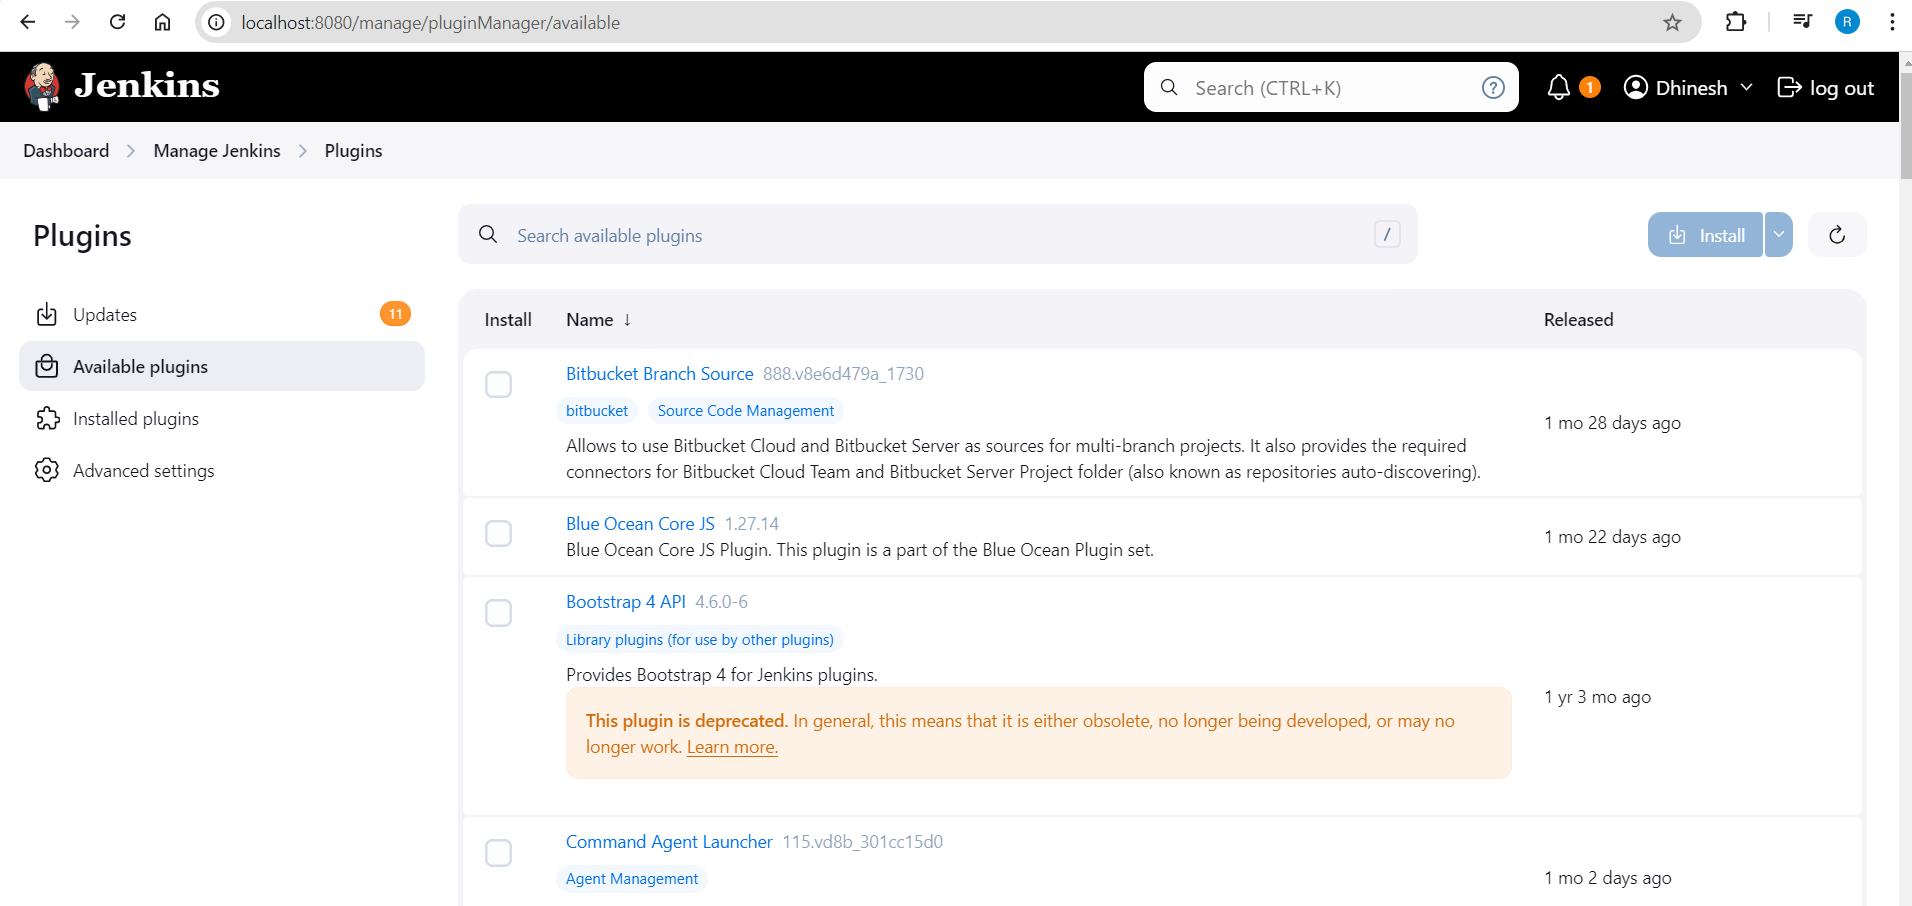 localhost:8080/manage/pluginManager/available
R
Jenkins
Search (CTRL+K)
?
1
Dhinesh
log out
Dashboard
Manage Jenkins
Plugins
Plugins
Search available plugins
/
Install
Updates
11
Available plugins
Installed plugins
Advanced settings
Install
Name ↓
Released
Bitbucket Branch Source 888.v8e6d479a_1730
bitbucket
Source Code Management
Allows to use Bitbucket Cloud and Bitbucket Server as sources for multi-branch projects. It also provides the required
connectors for Bitbucket Cloud Team and Bitbucket Server Project folder (also known as repositories auto-discovering).
1 mo 28 days ago
Blue Ocean Core JS 1.27.14
Blue Ocean Core JS Plugin. This plugin is a part of the Blue Ocean Plugin set.
1 mo 22 days ago
Bootstrap 4 API 4.6.0-6
Library plugins (for use by other plugins)
Provides Bootstrap 4 for Jenkins plugins.
This plugin is deprecated. In general, this means that it is either obsolete, no longer being developed, or may no
longer work. Learn more.
1 yr 3 mo ago
Command Agent Launcher 115.vd8b_301cc15d0
Agent Management
1 mo 2 days ago